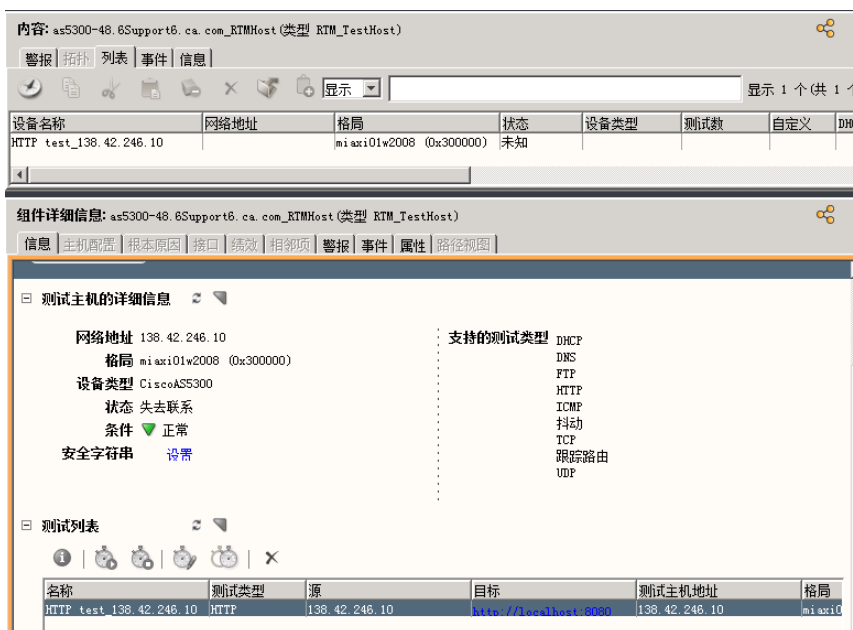 内容: as5300-48.6Support6.ca.com_RTMHost(类型 RTM_TestHost)
警报 拓扑 列表 事件 信息
显示 显示 1 个(共 1 个
设备名称 网络地址 格局 状态 设备类型 测试数 自定义 DH
HTTP test_138.42.246.10 miaxi01w2008 (0x300000) 未知
组件详细信息: as5300-48.6Support6.ca.com_RTMHost(类型 RTM_TestHost)
信息 主机配置 根本原因 接口 绩效 相邻项 警报 事件 属性 路径视图
测试主机的详细信息
网络地址 138.42.246.10
格局 miaxi01w2008 (0x300000)
设备类型 CiscoAS5300
状态 失去联系
条件 正常
安全字符串 设置
支持的测试类型 DHCP
DNS
FTP
HTTP
ICMP
抖动
TCP
跟踪路由
UDP
测试列表
名称 测试类型 源 目标 测试主机地址 格局
HTTP test_138.42.246.10 HTTP 138.42.246.10 http://localhost:8080 138.42.246.10 miaxi0